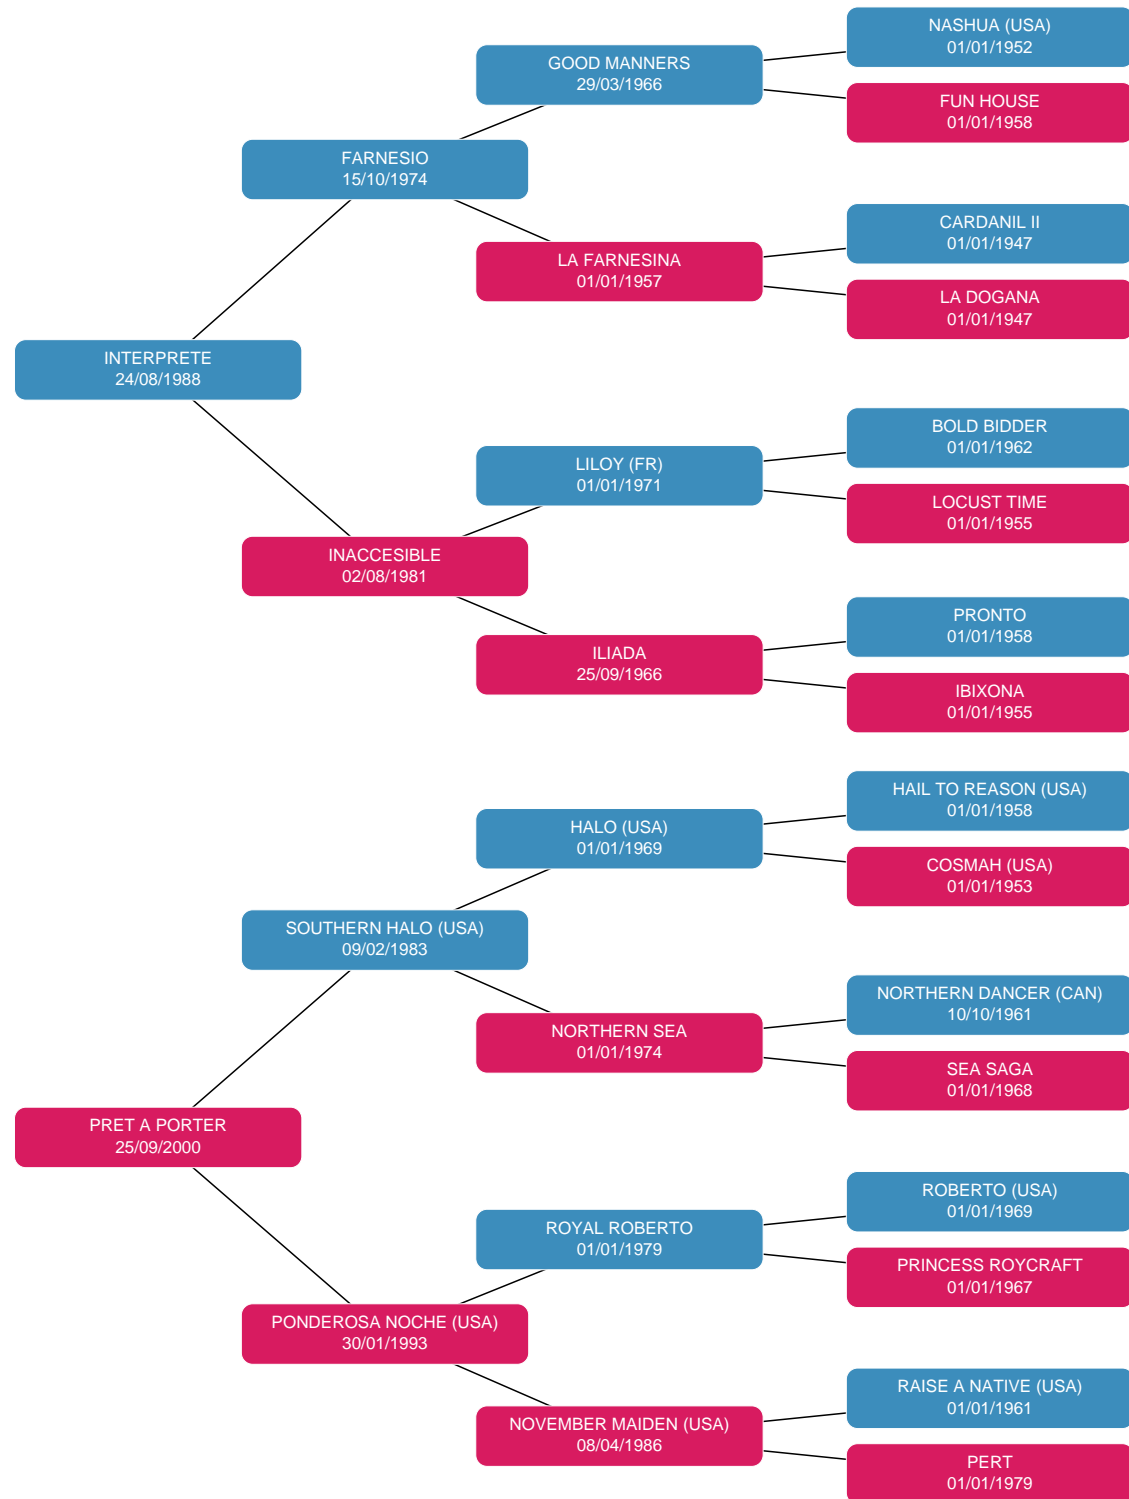 NASHUA (USA)
01/01/1952
GOOD MANNERS
29/03/1966
FUN HOUSE
01/01/1958
FARNESIO
15/10/1974
CARDANIL II
01/01/1947
LA FARNESINA
01/01/1957
LA DOGANA
01/01/1947
INTERPRETE
24/08/1988
BOLD BIDDER
01/01/1962
LILOY (FR)
01/01/1971
LOCUST TIME
01/01/1955
INACCESIBLE
02/08/1981
PRONTO
01/01/1958
ILIADA
25/09/1966
IBIXONA
01/01/1955
HAIL TO REASON (USA)
01/01/1958
HALO (USA)
01/01/1969
COSMAH (USA)
01/01/1953
SOUTHERN HALO (USA)
09/02/1983
NORTHERN DANCER (CAN)
10/10/1961
NORTHERN SEA
01/01/1974
SEA SAGA
01/01/1968
PRET A PORTER
25/09/2000
ROBERTO (USA)
01/01/1969
ROYAL ROBERTO
01/01/1979
PRINCESS ROYCRAFT
01/01/1967
PONDEROSA NOCHE (USA)
30/01/1993
RAISE A NATIVE (USA)
01/01/1961
NOVEMBER MAIDEN (USA)
08/04/1986
PERT
01/01/1979